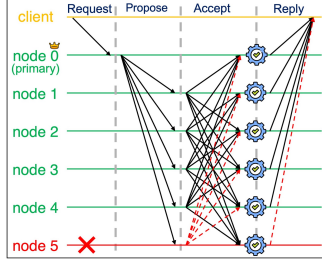 Request Propose Accept Reply
client
node 0
(primary)
node 1
node 2
node 3
node 4
node 5